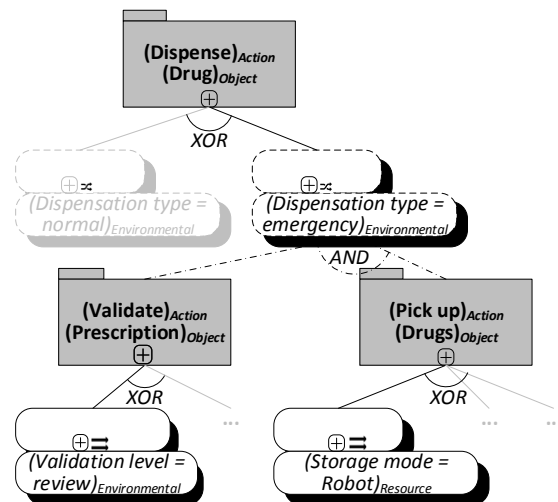 (Dispense)Action
(Drug)Object
XOR
(Dispensation type =
normal)Environmental
(Dispensation type =
emergency)Environmental
AND
(Validate)Action
(Prescription)Object
(Pick up)Action
(Drugs)Object
XOR
...
XOR
...
...
(Validation level =
review)Environmental
(Storage mode =
Robot)Resource